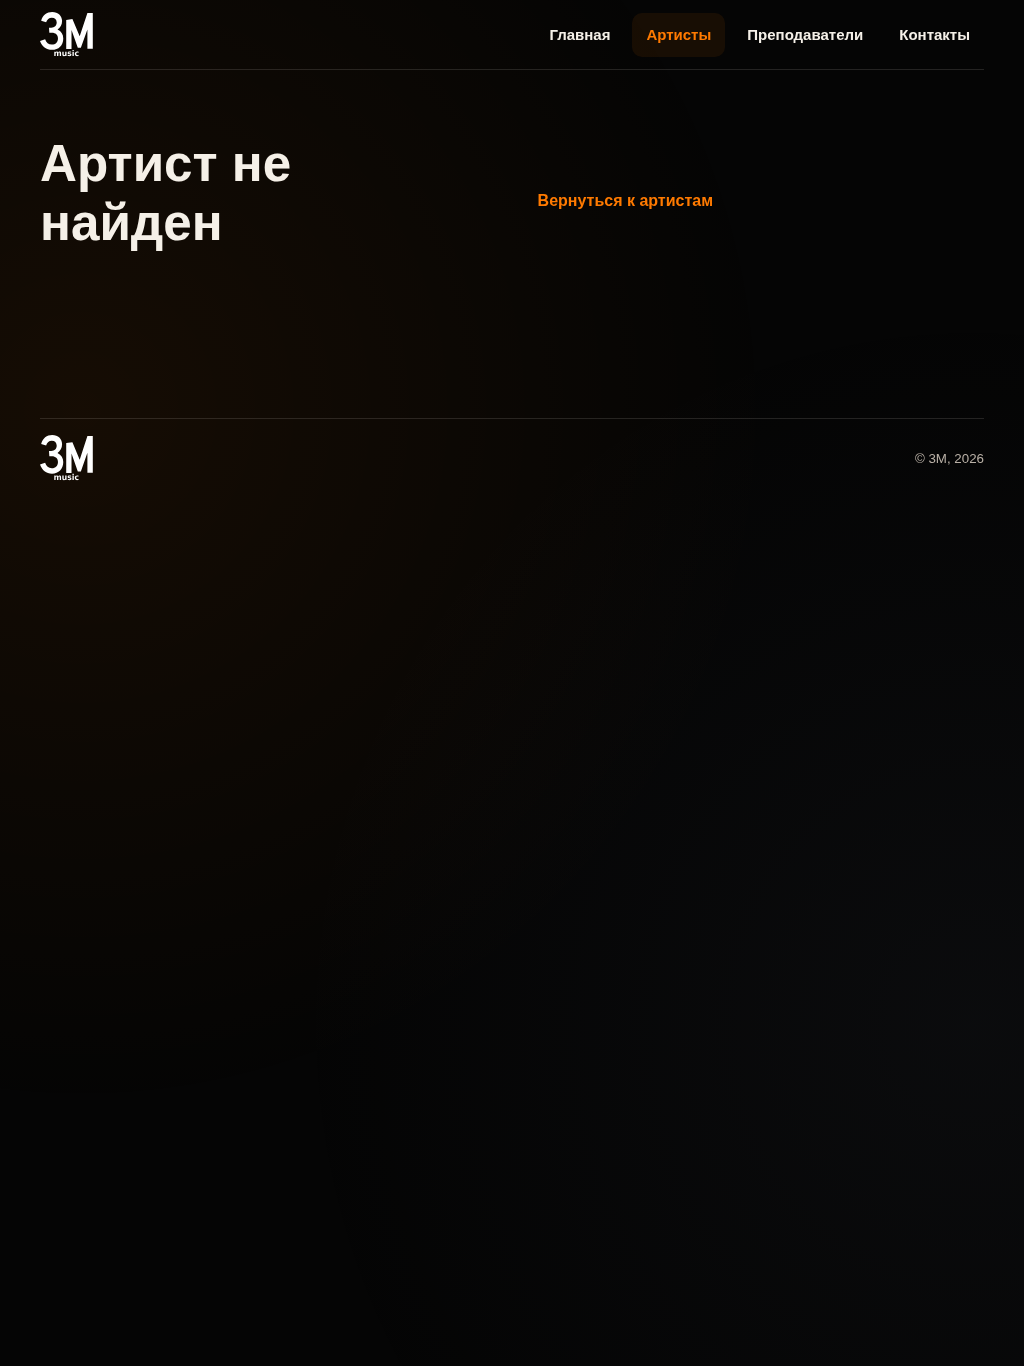 3M
music
Главная
Артисты
Преподаватели
Контакты
Артист не
найден
Вернуться к артистам
3M
music
© 3M, 2026